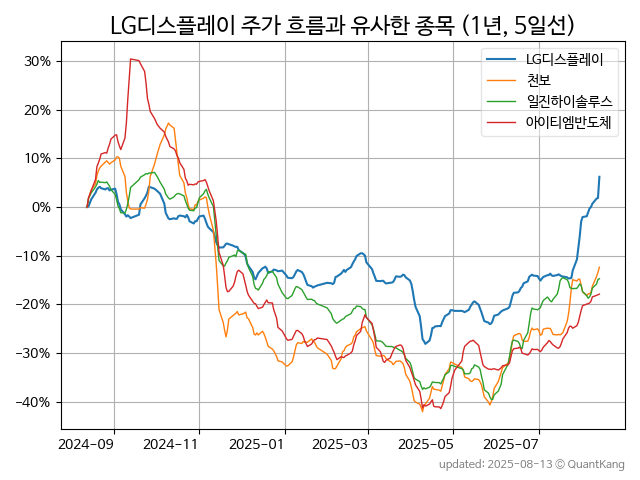 LG디스플레이 주가 흐름과 유사한 종목 (1년, 5일선)
LG디스플레이
천보
일진하이솔루스
아이티엠반도체
30%
20%
10%
0%
−10%
−20%
−30%
−40%
2024-09 2024-11 2025-01 2025-03 2025-05 2025-07
updated: 2025-08-13 © QuantKang